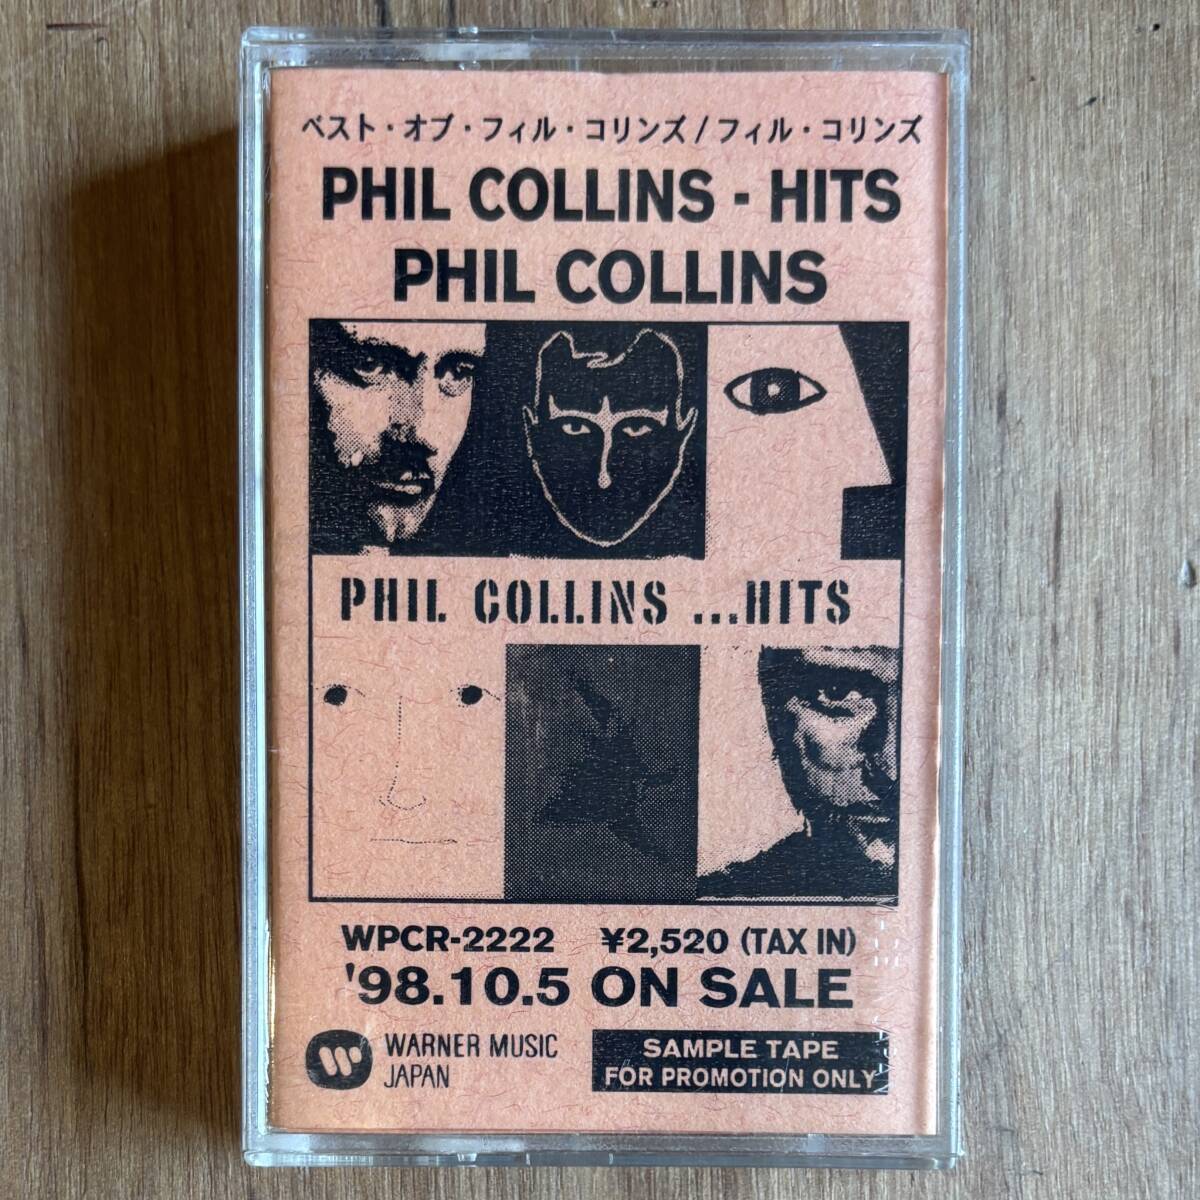 ベスト・オブ・フィル・コリンズ/フィル・コリンズ
PHIL COLLINS - HITS
PHIL COLLINS
PHIL COLLINS ...HITS
WPCR-2222 ¥2,520 (TAX IN)
'98.10.5 ON SALE
WARNER MUSIC
JAPAN
SAMPLE TAPE
FOR PROMOTION ONLY